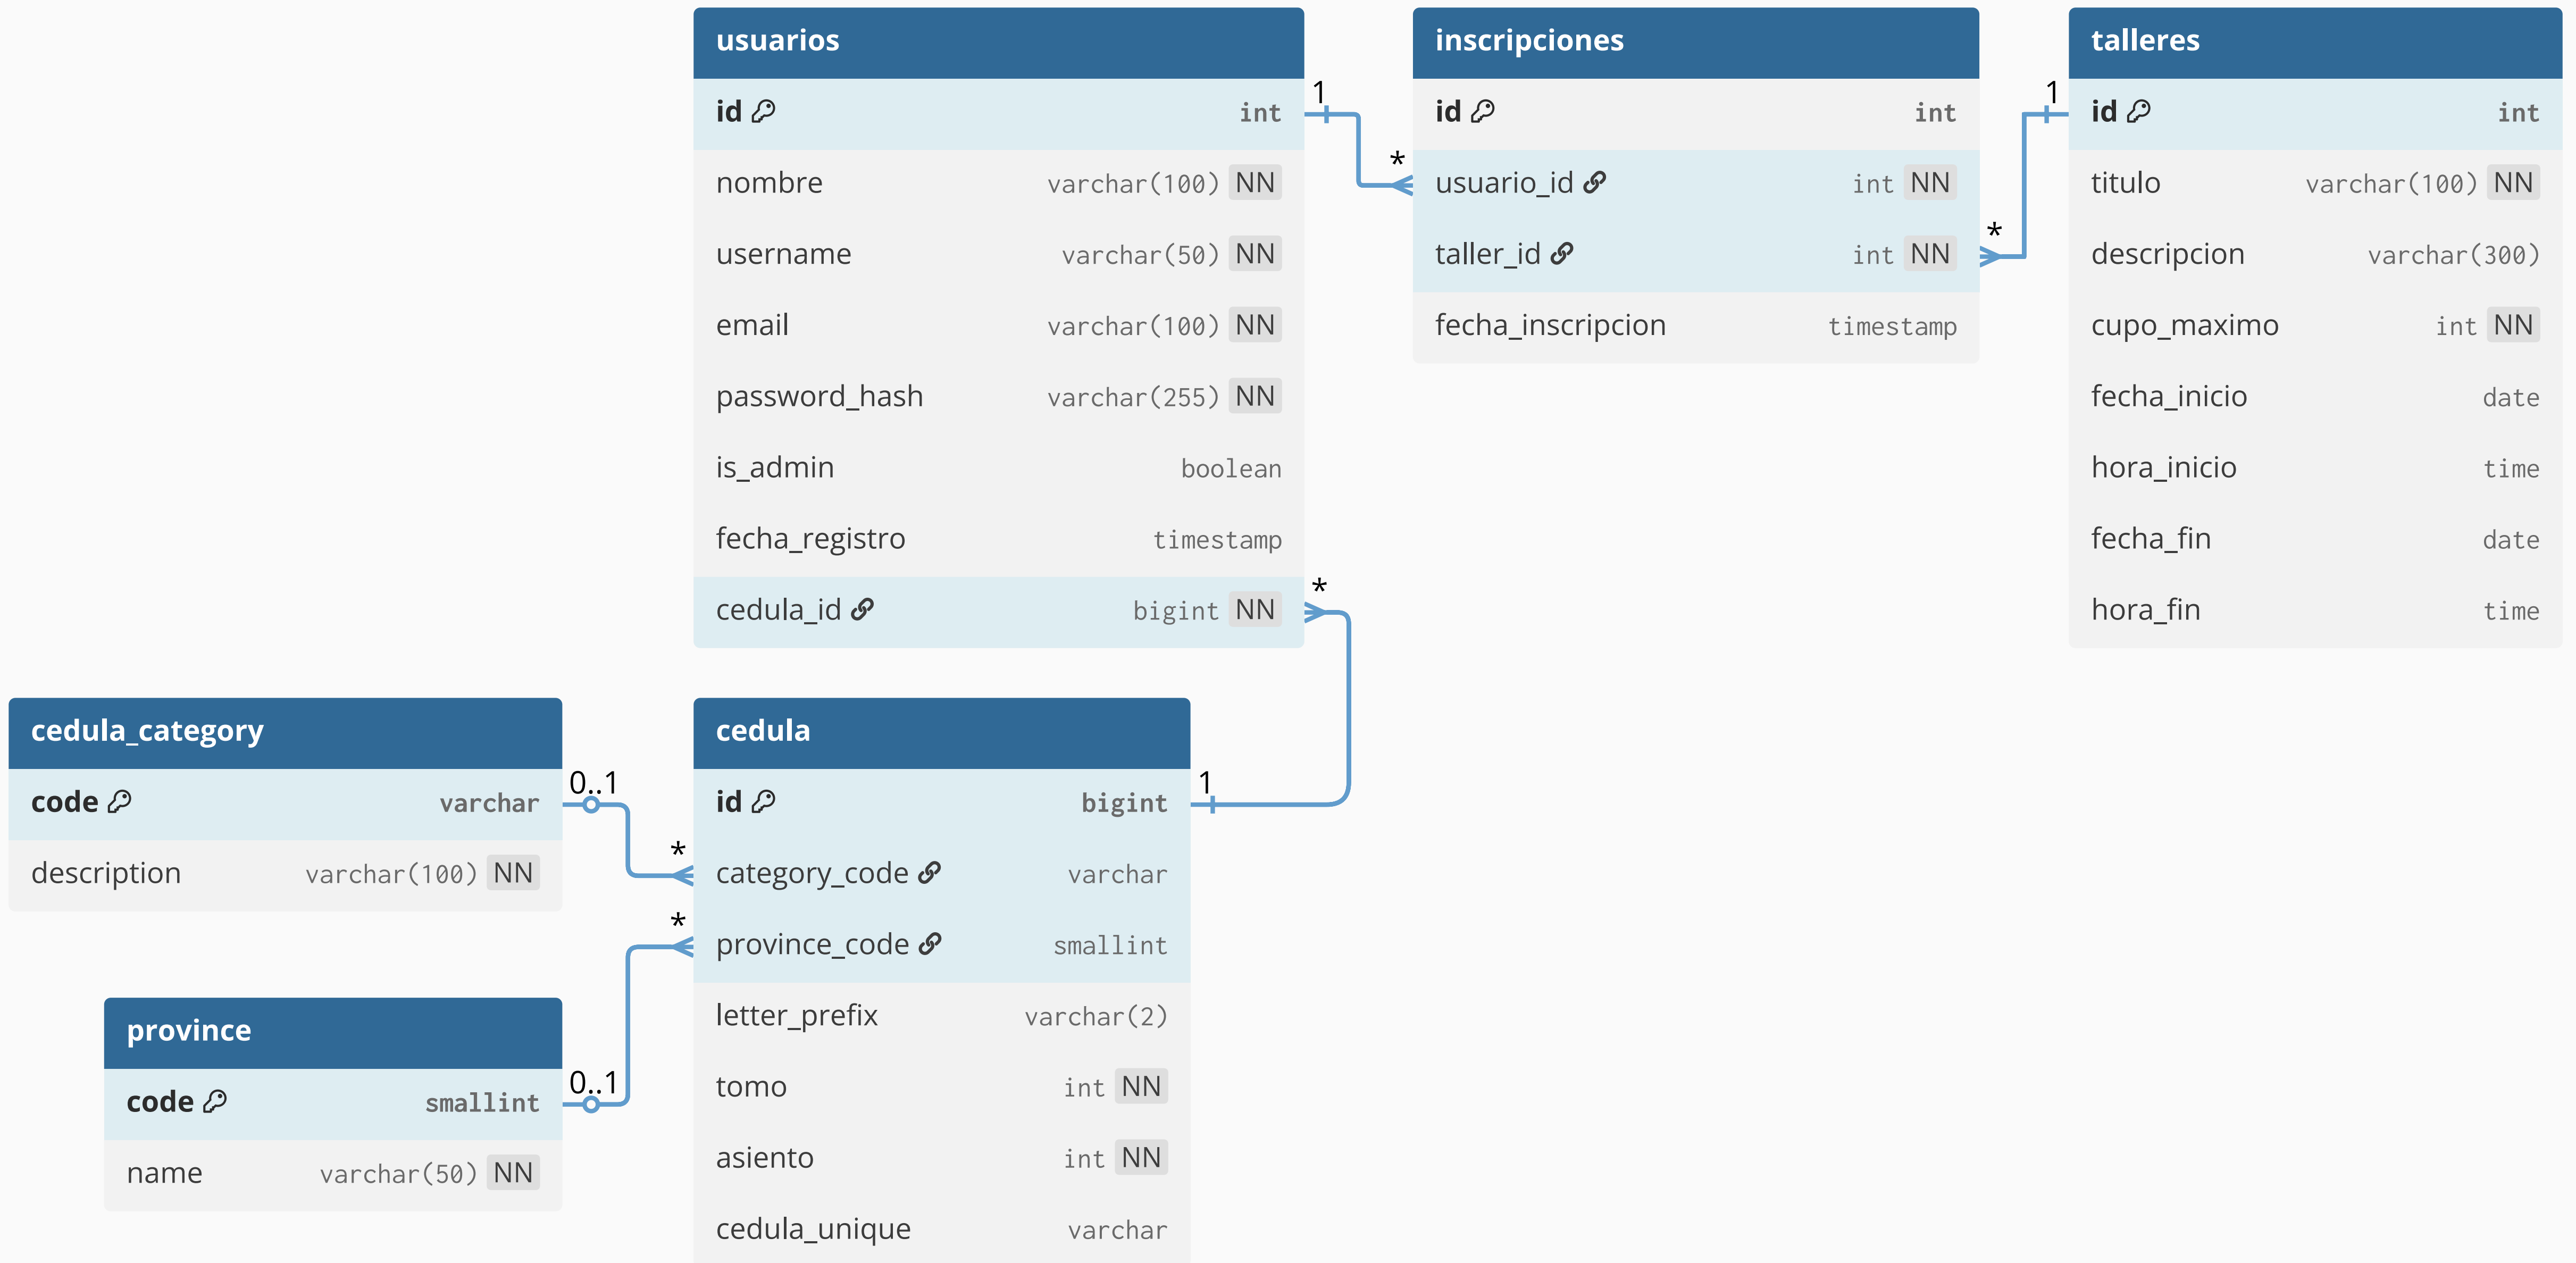 usuarios
id int
nombre varchar(100) NN
username varchar(50) NN
email varchar(100) NN
password_hash varchar(255) NN
is_admin boolean
fecha_registro timestamp
cedula_id bigint NN
1
*
*
inscripciones
id int
usuario_id int NN
taller_id int NN
fecha_inscripcion timestamp
*
1
talleres
id int
titulo varchar(100) NN
descripcion varchar(300)
cupo_maximo int NN
fecha_inicio date
hora_inicio time
fecha_fin date
hora_fin time
cedula_category
code varchar
description varchar(100) NN
0..1
*
province
code smallint
name varchar(50) NN
0..1
*
cedula
id bigint
category_code varchar
province_code smallint
letter_prefix varchar(2)
tomo int NN
asiento int NN
cedula_unique varchar
1